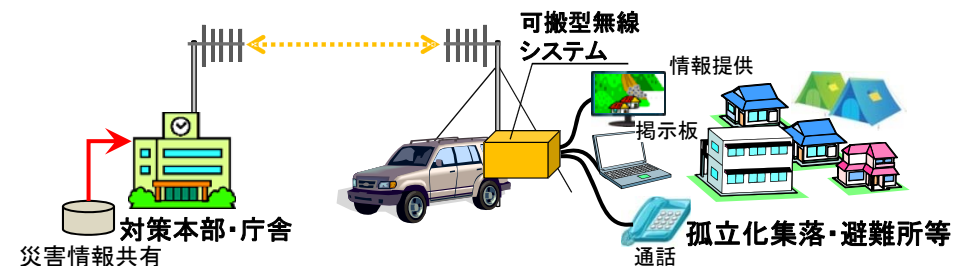 可搬型無線
システム
情報提供
掲示板
対策本部・庁舎
災害情報共有
通話
孤立化集落・避難所等